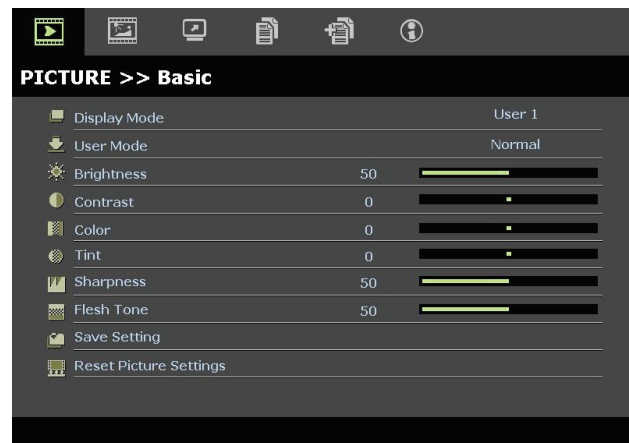 PICTURE >> Basic
Display Mode User 1
User Mode Normal
Brightness 50
Contrast 0
Color 0
Tint 0
Sharpness 50
Flesh Tone 50
Save Setting
Reset Picture Settings